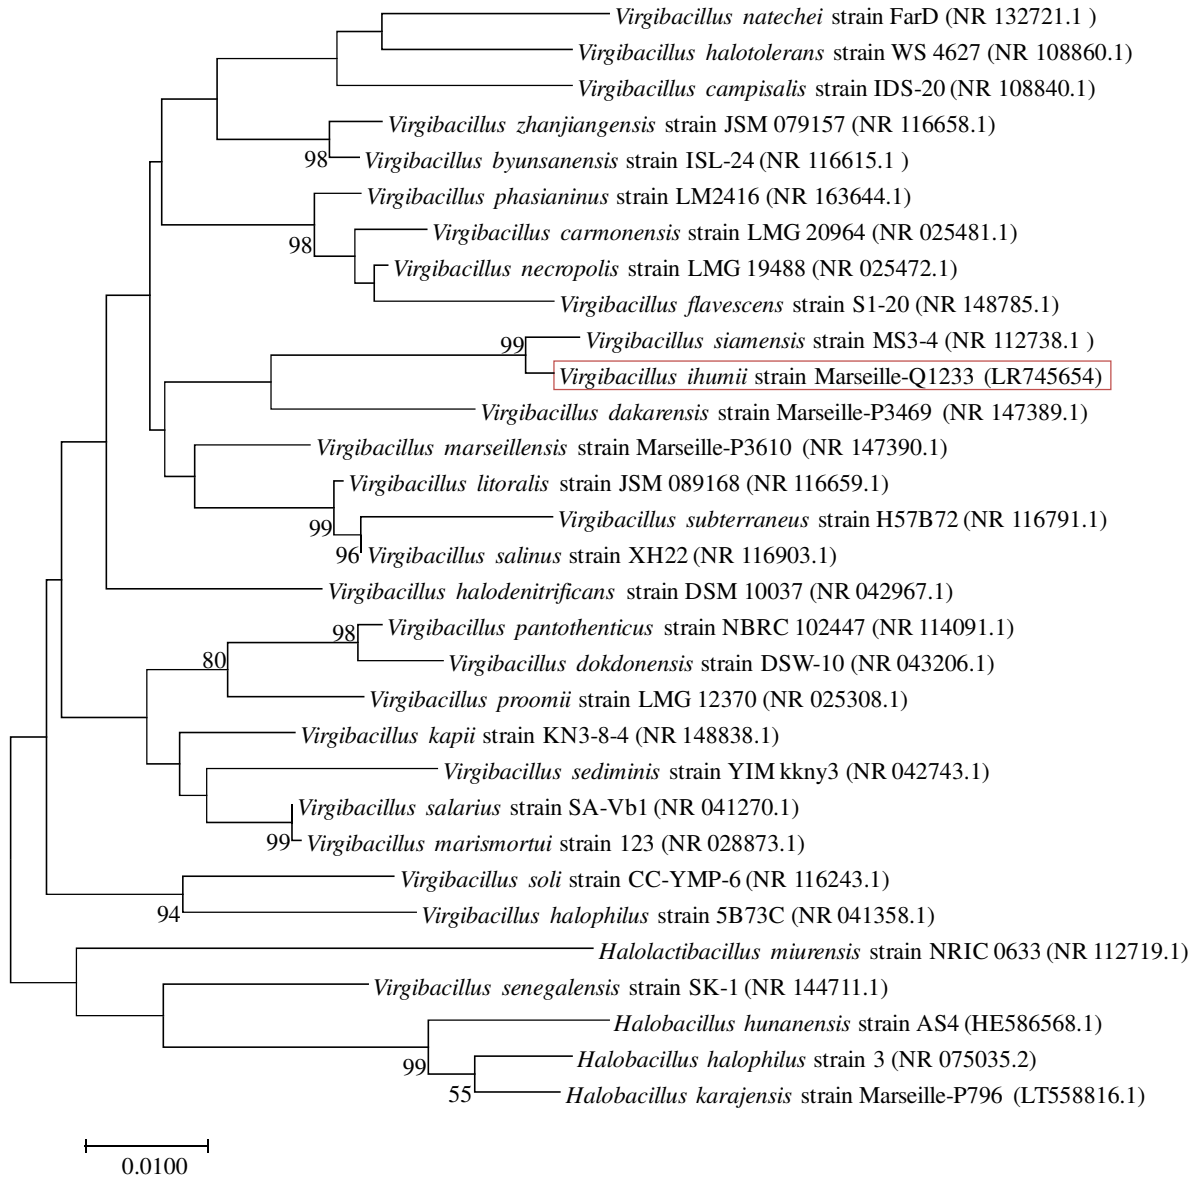 Virgibacillus natechei strain FarD (NR 132721.1 )
Virgibacillus halotolerans strain WS 4627 (NR 108860.1)
Virgibacillus campisalis strain IDS-20 (NR 108840.1)
Virgibacillus zhanjiangensis strain JSM 079157 (NR 116658.1)
98
Virgibacillus byunsanensis strain ISL-24 (NR 116615.1 )
Virgibacillus phasianinus strain LM2416 (NR 163644.1)
98
Virgibacillus carmonensis strain LMG 20964 (NR 025481.1)
Virgibacillus necropolis strain LMG 19488 (NR 025472.1)
Virgibacillus flavescens strain S1-20 (NR 148785.1)
99
Virgibacillus siamensis strain MS3-4 (NR 112738.1 )
Virgibacillus ihumii strain Marseille-Q1233 (LR745654)
Virgibacillus dakarensis strain Marseille-P3469 (NR 147389.1)
Virgibacillus marseillensis strain Marseille-P3610 (NR 147390.1)
Virgibacillus litoralis strain JSM 089168 (NR 116659.1)
99
Virgibacillus subterraneus strain H57B72 (NR 116791.1)
96
Virgibacillus salinus strain XH22 (NR 116903.1)
Virgibacillus halodenitrificans strain DSM 10037 (NR 042967.1)
98
Virgibacillus pantothenticus strain NBRC 102447 (NR 114091.1)
80
Virgibacillus dokdonensis strain DSW-10 (NR 043206.1)
Virgibacillus proomii strain LMG 12370 (NR 025308.1)
Virgibacillus kapii strain KN3-8-4 (NR 148838.1)
Virgibacillus sediminis strain YIM kkny3 (NR 042743.1)
Virgibacillus salarius strain SA-Vb1 (NR 041270.1)
99
Virgibacillus marismortui strain 123 (NR 028873.1)
Virgibacillus soli strain CC-YMP-6 (NR 116243.1)
94
Virgibacillus halophilus strain 5B73C (NR 041358.1)
Halolactibacillus miurensis strain NRIC 0633 (NR 112719.1)
Virgibacillus senegalensis strain SK-1 (NR 144711.1)
Halobacillus hunanensis strain AS4 (HE586568.1)
99
Halobacillus halophilus strain 3 (NR 075035.2)
55
Halobacillus karajensis strain Marseille-P796 (LT558816.1)
0.0100